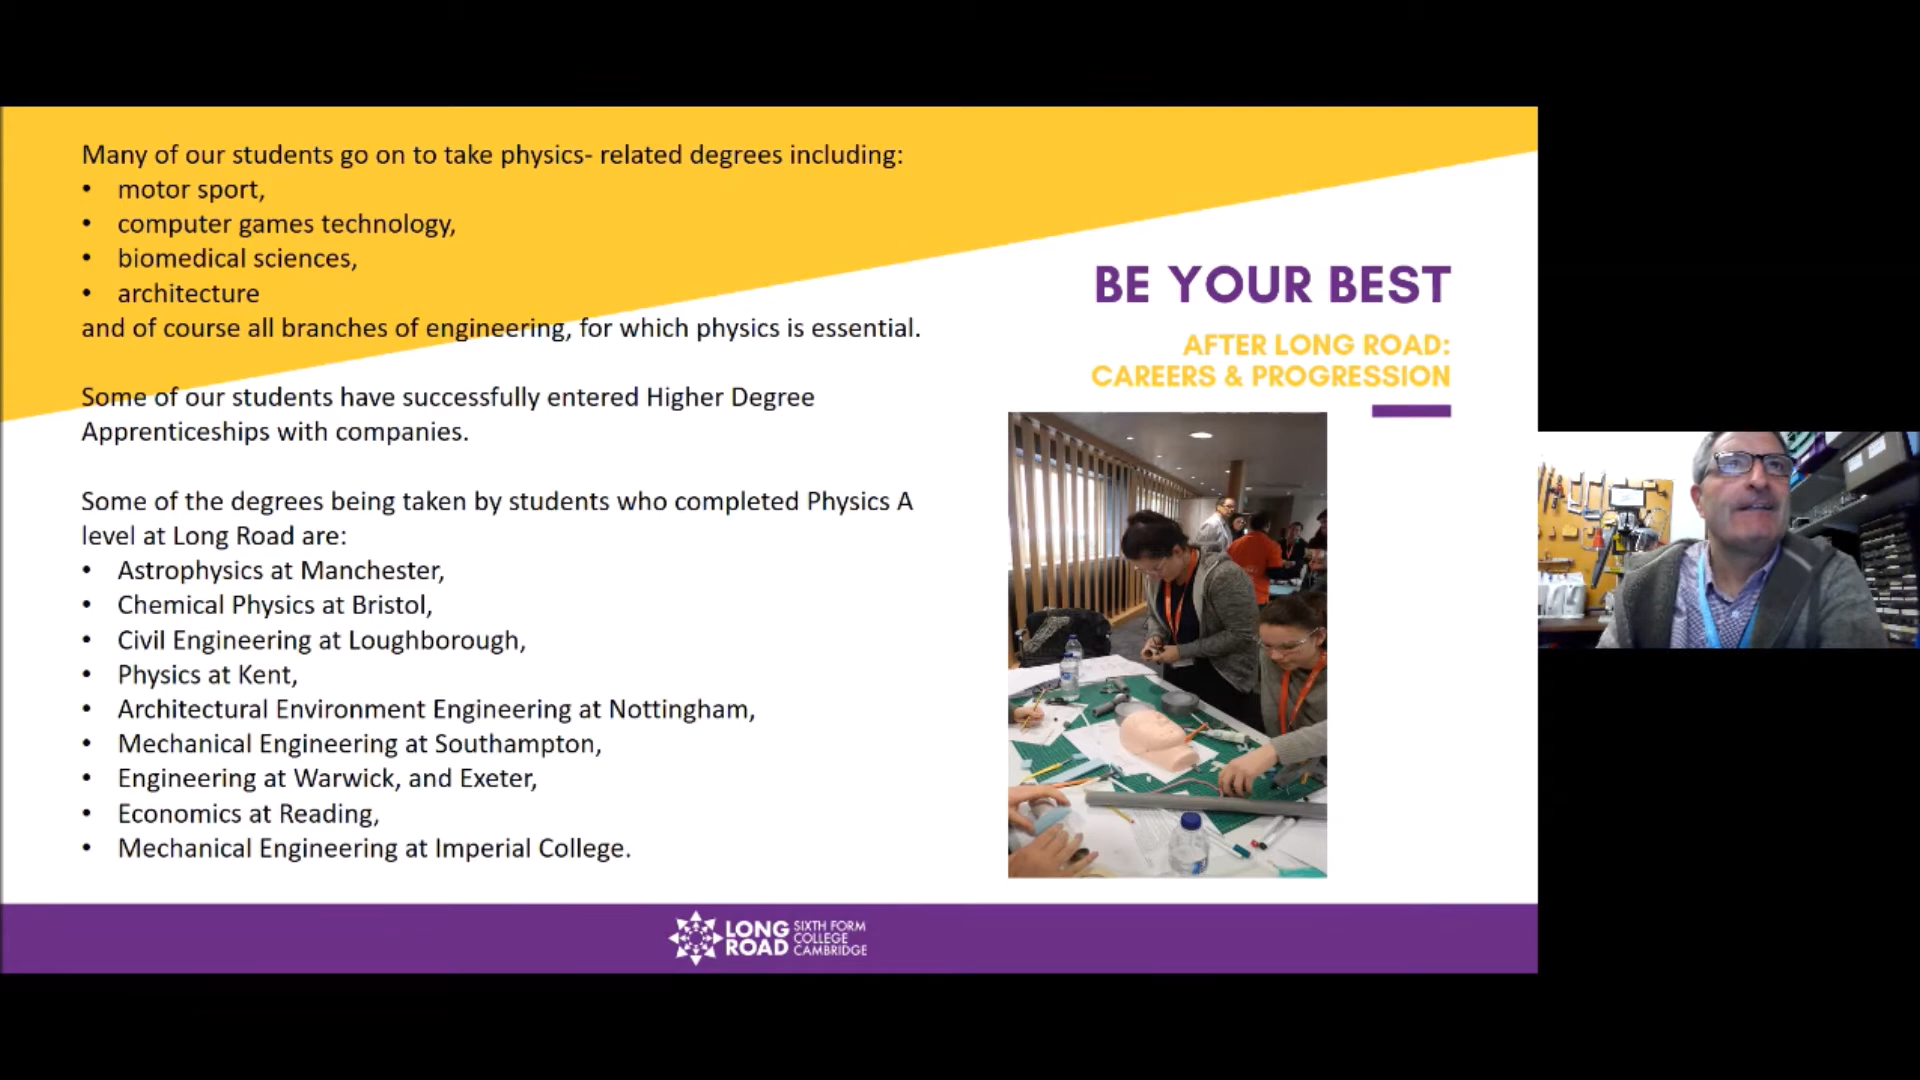 Many of our students go on to take physics- related degrees including:
• motor sport,
• computer games technology,
• biomedical sciences,
• architecture
and of course all branches of engineering, for which physics is essential.
Some of our students have successfully entered Higher Degree
Apprenticeships with companies.
Some of the degrees being taken by students who completed Physics A
level at Long Road are:
• Astrophysics at Manchester,
• Chemical Physics at Bristol,
• Civil Engineering at Loughborough,
• Physics at Kent,
• Architectural Environment Engineering at Nottingham,
• Mechanical Engineering at Southampton,
• Engineering at Warwick, and Exeter,
• Economics at Reading,
• Mechanical Engineering at Imperial College.
BE YOUR BEST
AFTER LONG ROAD:
CAREERS & PROGRESSION
LONG ROAD
SIXTH FORM
COLLEGE
CAMBRIDGE